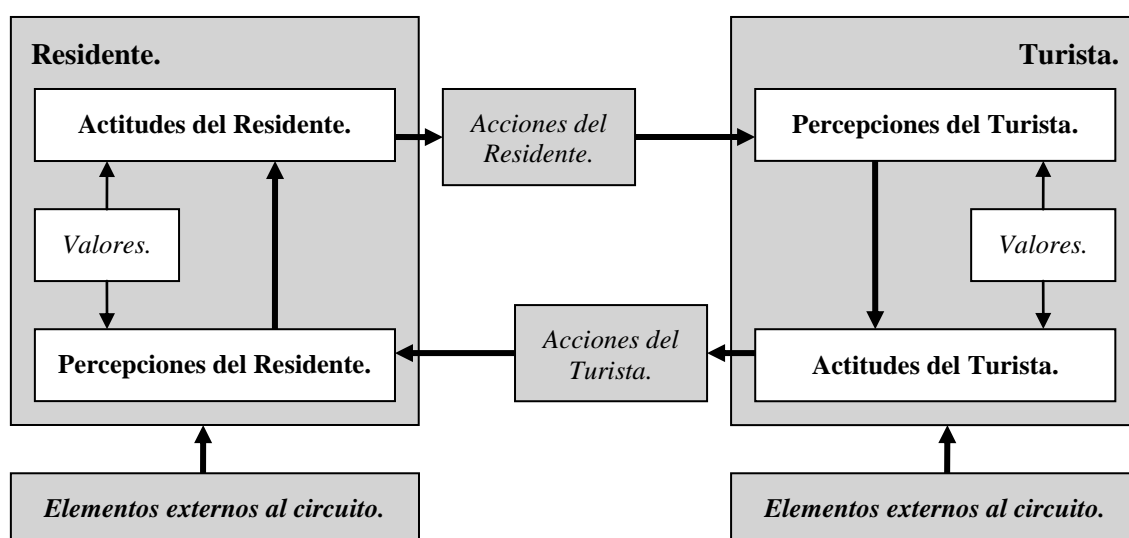 Residente.
Turista.
Actitudes del Residente.
Acciones del
Residente.
Percepciones del Turista.
Valores.
Valores.
Percepciones del Residente.
Acciones del
Turista.
Actitudes del Turista.
Elementos externos al circuito.
Elementos externos al circuito.